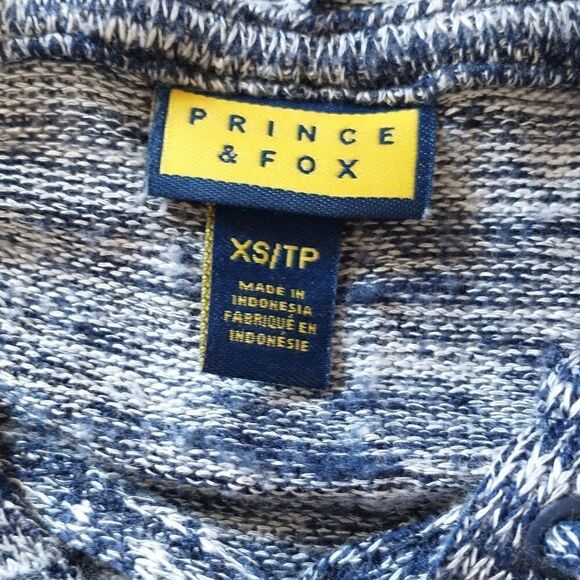 PRINCE
& FOX
XS/TP
MADE IN
INDONESIA
FABRIQUÉ EN
INDONÉSIE